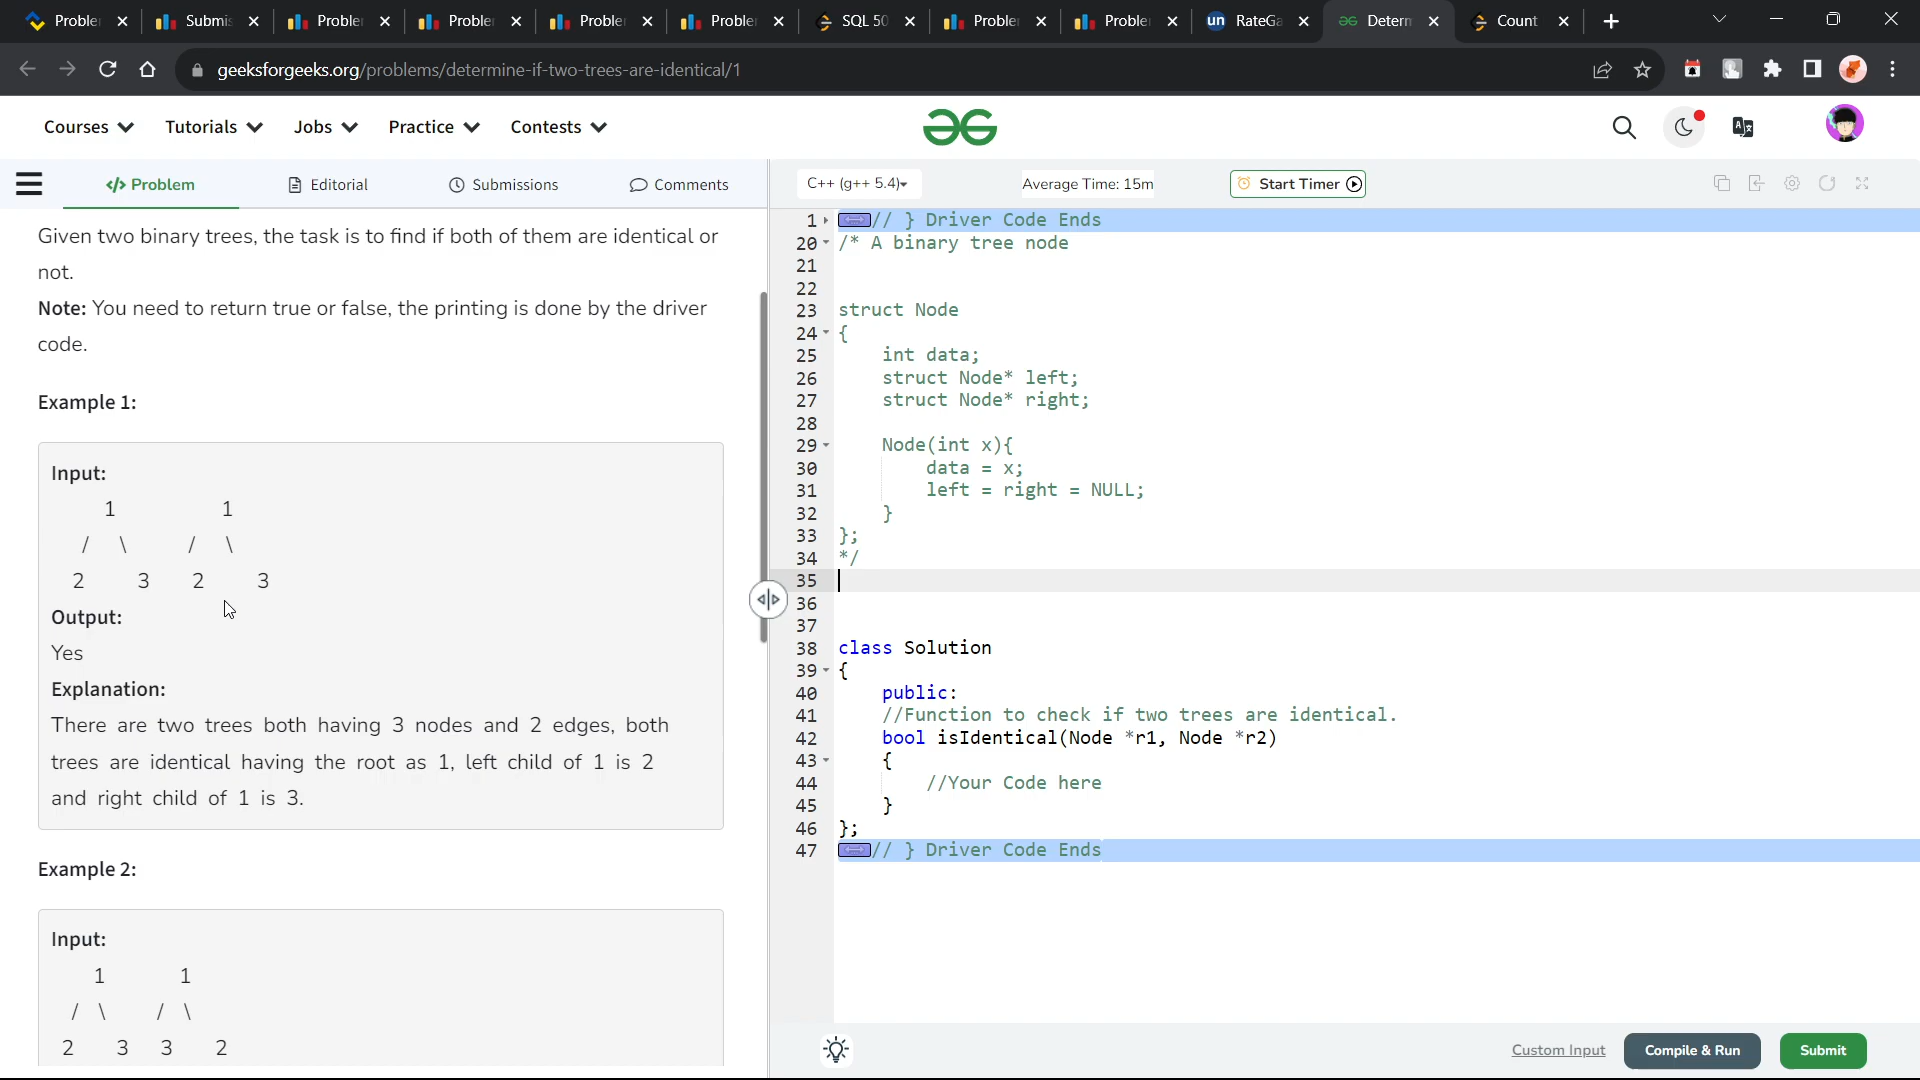 Proble
Submis
Proble
Proble
Proble
Proble
SQL 50
Proble
Proble
un
RateGa
Determ
Count
geeksforgeeks.org/problems/determine-if-two-trees-are-identical/1
Courses
Tutorials
Jobs
Practice
Contests
</> Problem
Editorial
Submissions
Comments
C++ (g++ 5.4)
Average Time: 15m
Start Timer
Given two binary trees, the task is to find if both of them are identical or
not.
Note: You need to return true or false, the printing is done by the driver
code.
Example 1:
Input:
1 1
/ \ / \
2 3 2 3
Output:
Yes
Explanation:
There are two trees both having 3 nodes and 2 edges, both
trees are identical having the root as 1, left child of 1 is 2
and right child of 1 is 3.
Example 2:
Input:
1 1
/ \ / \
2 3 3 2
1 // } Driver Code Ends
20 /* A binary tree node
21
22
23 struct Node
24 {
25 int data;
26 struct Node* left;
27 struct Node* right;
28
29 Node(int x){
30 data = x;
31 left = right = NULL;
32 }
33 };
34 */
35
36
37
38 class Solution
39 {
40 public:
41 //Function to check if two trees are identical.
42 bool isIdentical(Node *r1, Node *r2)
43 {
44 //Your Code here
45 }
46 };
47 // } Driver Code Ends
Custom Input
Compile & Run
Submit